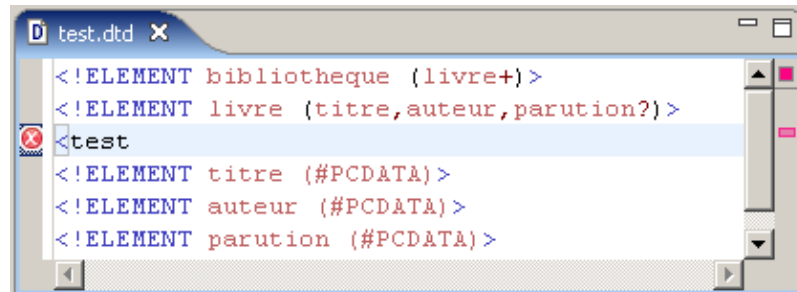 test.dtd
<!ELEMENT bibliotheque (livre+)>
<!ELEMENT livre (titre,auteur,parution?)>
<test
<!ELEMENT titre (#PCDATA)>
<!ELEMENT auteur (#PCDATA)>
<!ELEMENT parution (#PCDATA)>